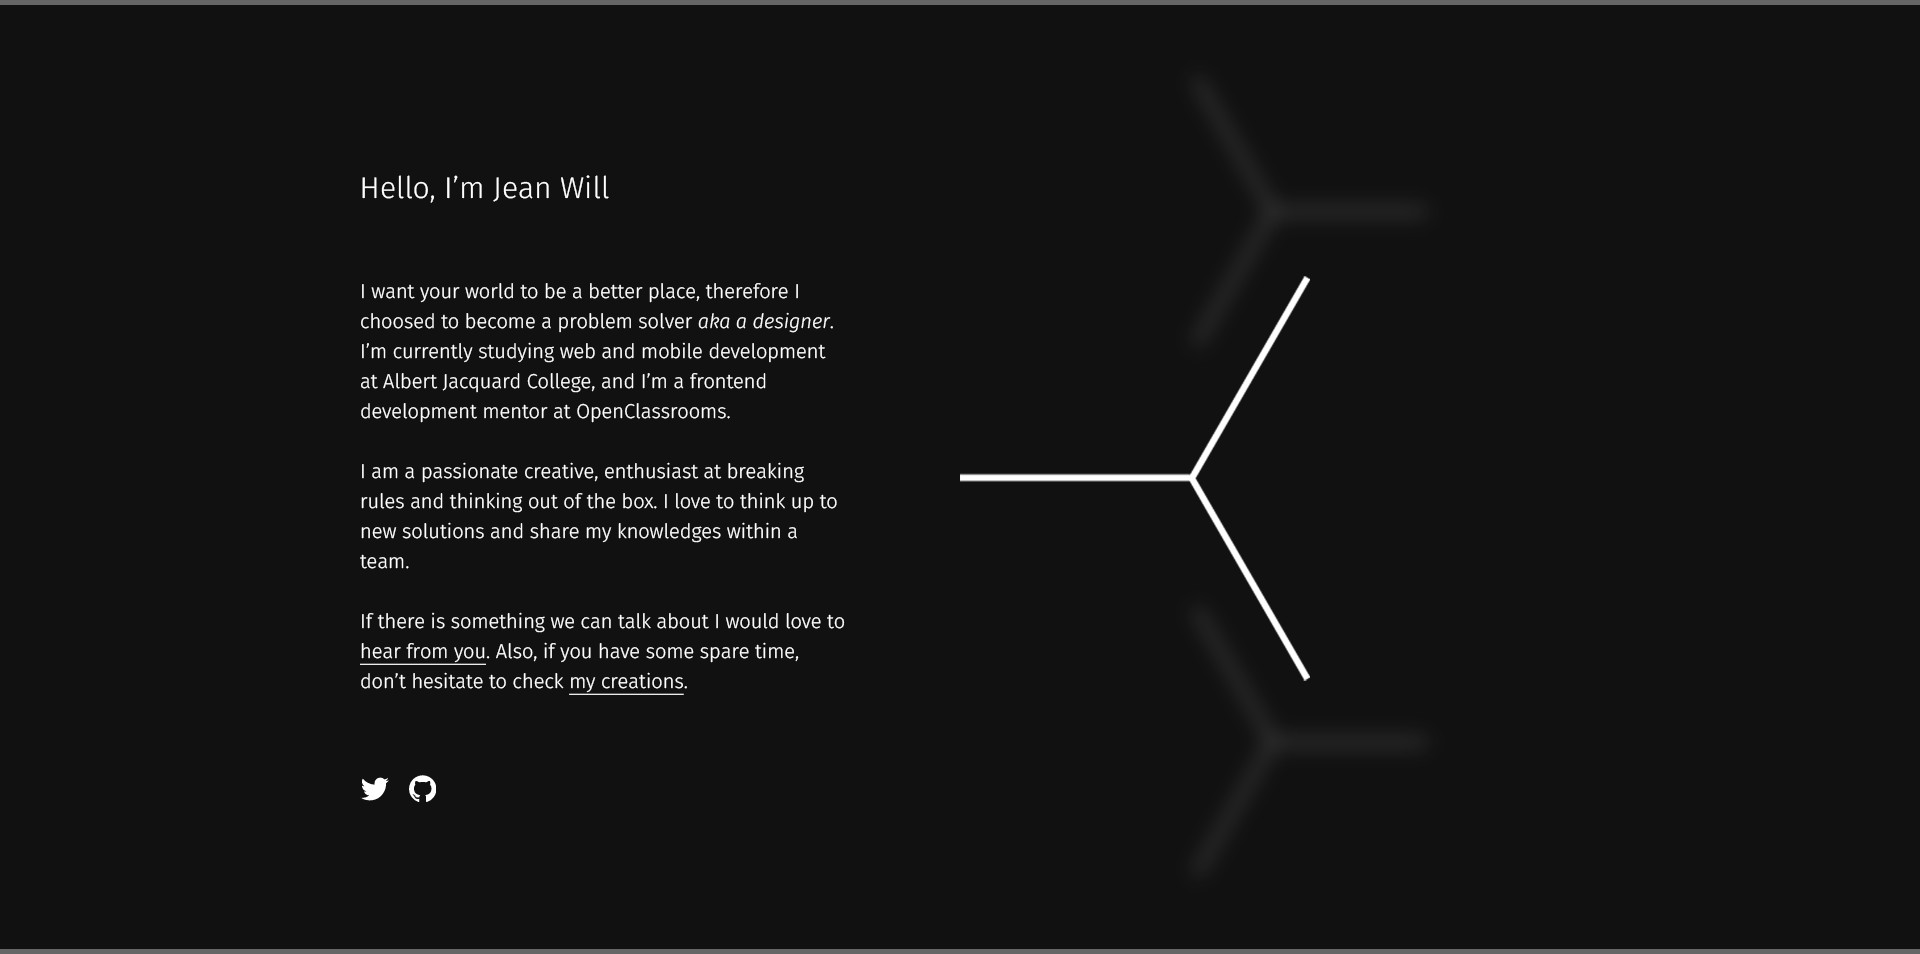 Hello, I’m Jean Will
I want your world to be a better place, therefore I
choosed to become a problem solver aka a designer.
I’m currently studying web and mobile development
at Albert Jacquard College, and I’m a frontend
development mentor at OpenClassrooms.
I am a passionate creative, enthusiast at breaking
rules and thinking out of the box. I love to think up to
new solutions and share my knowledges within a
team.
If there is something we can talk about I would love to
hear from you. Also, if you have some spare time,
don’t hesitate to check my creations.